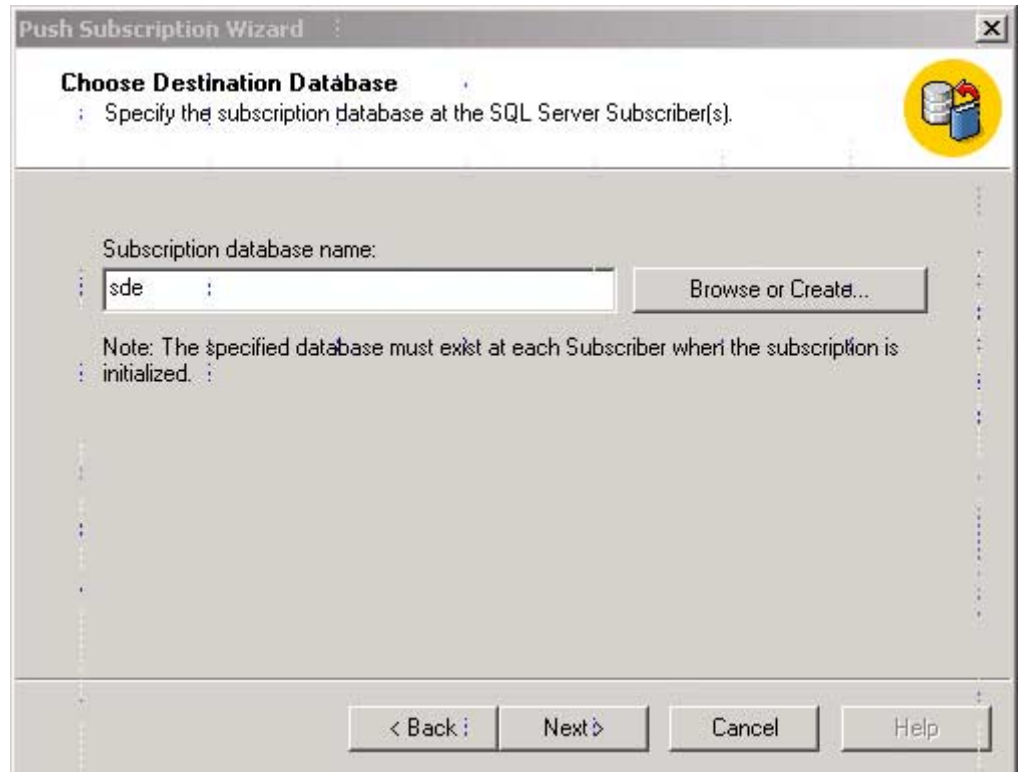 Push Subscription Wizard
Choose Destination Database
Specify the subscription database at the SQL Server Subscriber(s).
Subscription database name:
sde
Browse or Create...
Note: The specified database must exist at each Subscriber when the subscription is
initialized.
< Back
Next >
Cancel
Help